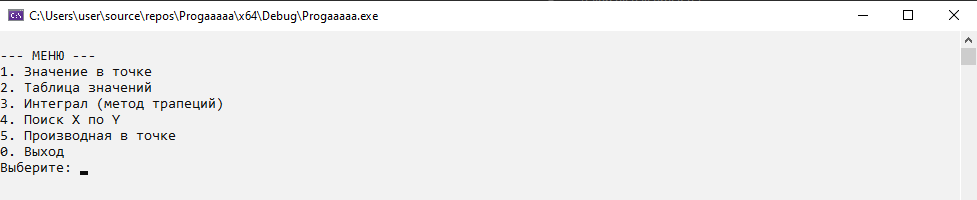 C:\Users\user\source\repos\Progaaaaa\x64\Debug\Progaaaaa.exe
--- МЕНЮ ---
1. Значение в точке
2. Таблица значений
3. Интеграл (метод трапеций)
4. Поиск X по Y
5. Производная в точке
0. Выход
Выберите: